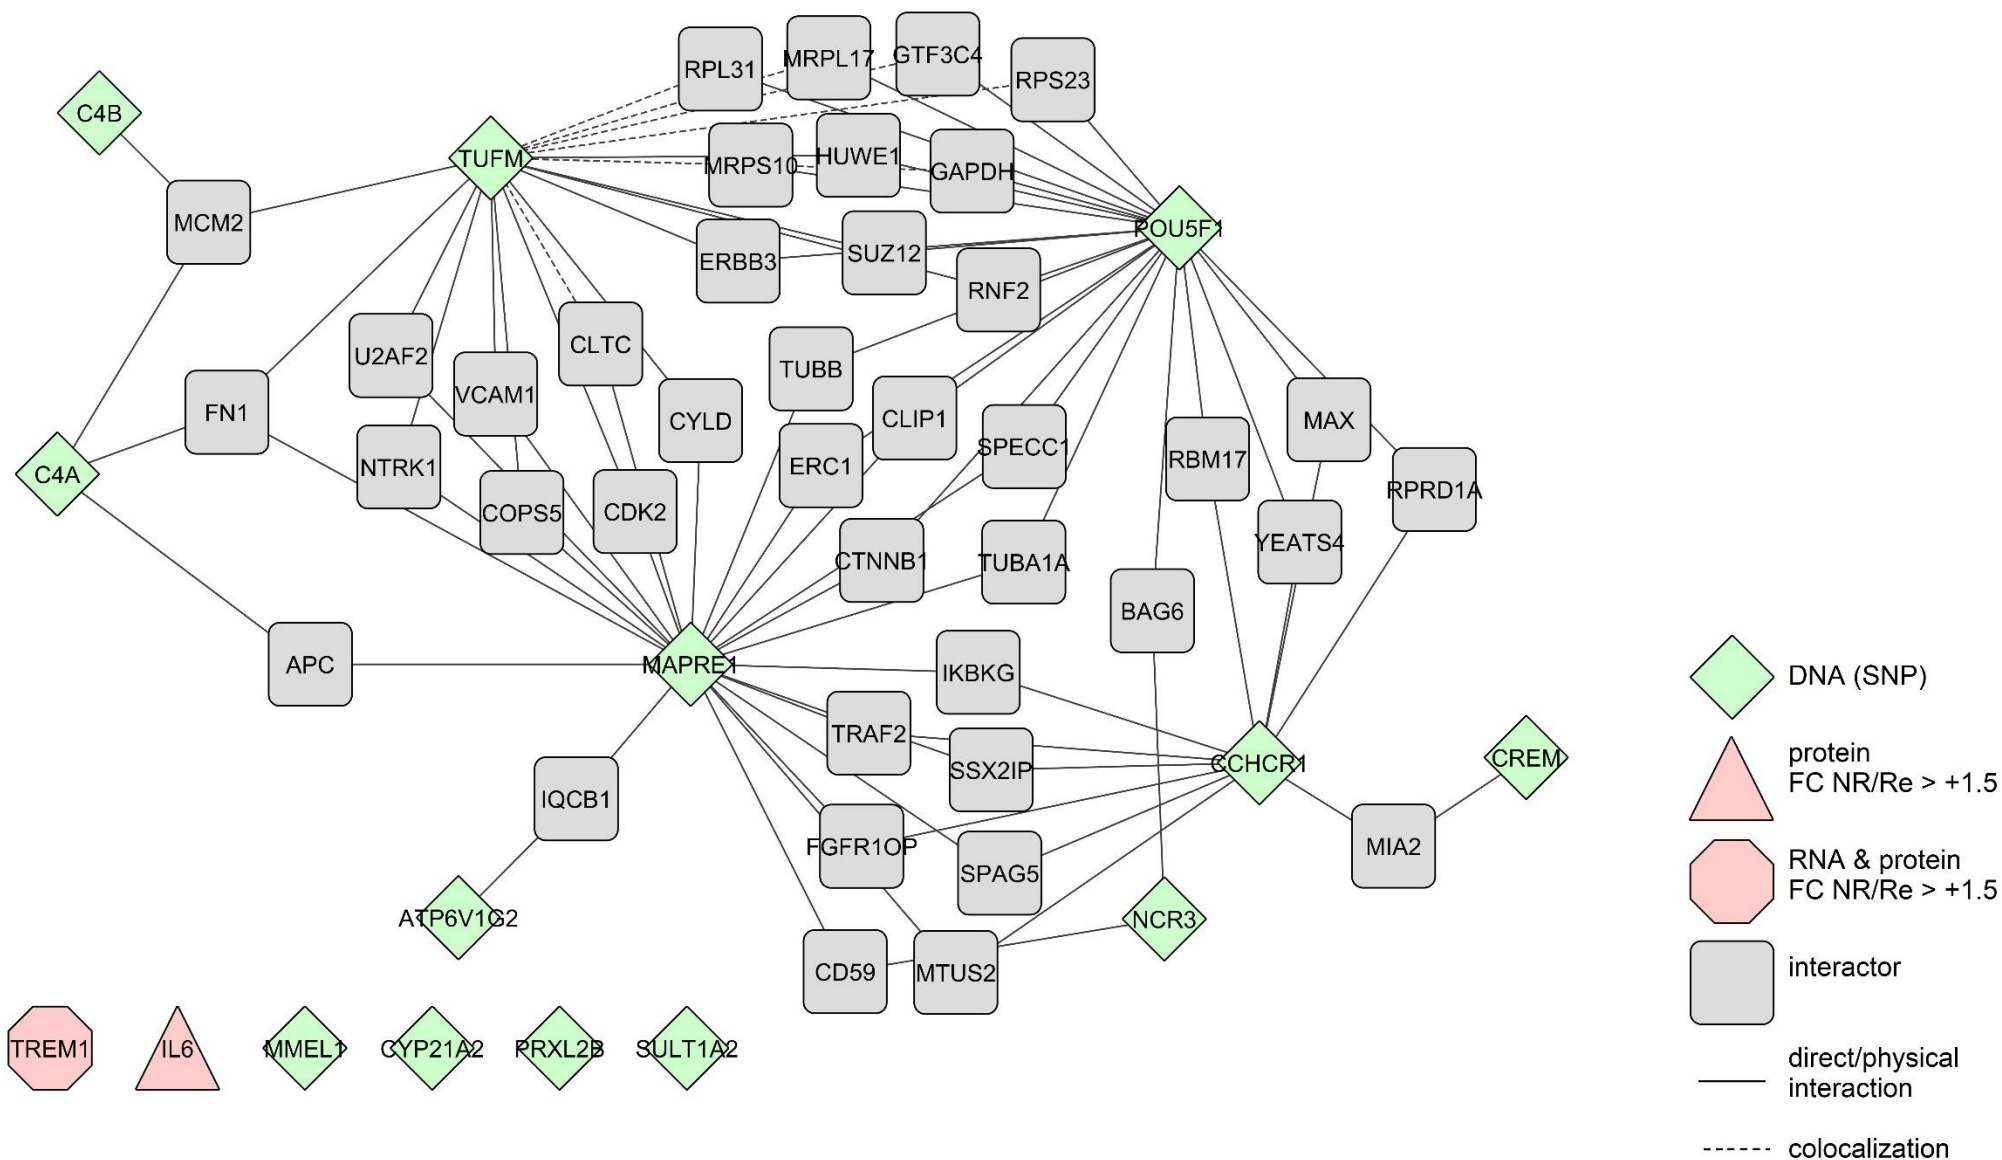 RPL31
MRPL17
GTF3C4
RPS23
C4B
TUFM
MRPS10
HUWE1
GAPDH
MCM2
POU5F1
ERBB3
SUZ12
RNF2
U2AF2
VCAM1
CLTC
TUBB
CYLD
CLIP1
FN1
SPECC1
MAX
C4A
NTRK1
COPS5
CDK2
ERC1
RBM17
RPRD1A
CTNNB1
TUBA1A
YEATS4
BAG6
APC
MAPRE1
IKBKG
TRAF2
SSX2IP
CCHCR1
CREM
IQCB1
FGFR1OP
SPAG5
MIA2
ATP6V1G2
NCR3
CD59
MTUS2
TREM1
IL6
MMEL1
CYP21A2
PRXL2B
SULT1A2
DNA (SNP)
protein
FC NR/Re > +1.5
RNA & protein
FC NR/Re > +1.5
interactor
direct/physical
interaction
colocalization